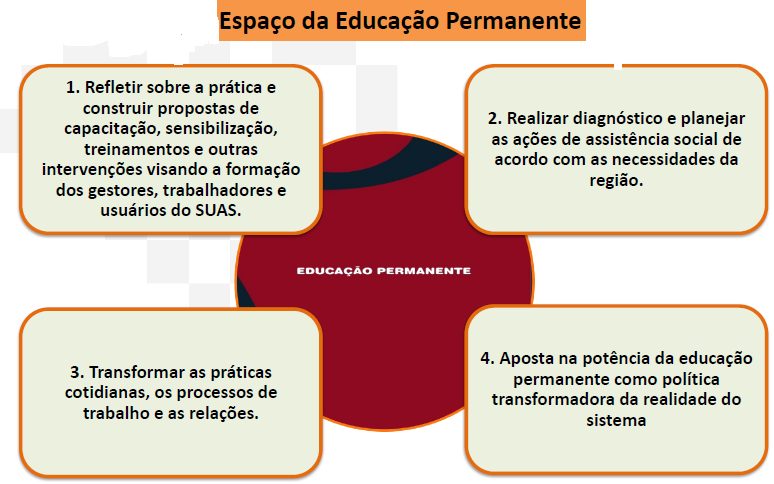 Espaço da Educação Permanente
1. Refletir sobre a prática e
construir propostas de
capacitação, sensibilização,
treinamentos e outras
intervenções visando a formação
dos gestores, trabalhadores e
usuários do SUAS.
2. Realizar diagnóstico e planejar
as ações de assistência social de
acordo com as necessidades da
região.
EDUCAÇÃO PERMANENTE
3. Transformar as práticas
cotidianas, os processos de
trabalho e as relações.
4. Aposta na potência da educação
permanente como política
transformadora da realidade do
sistema